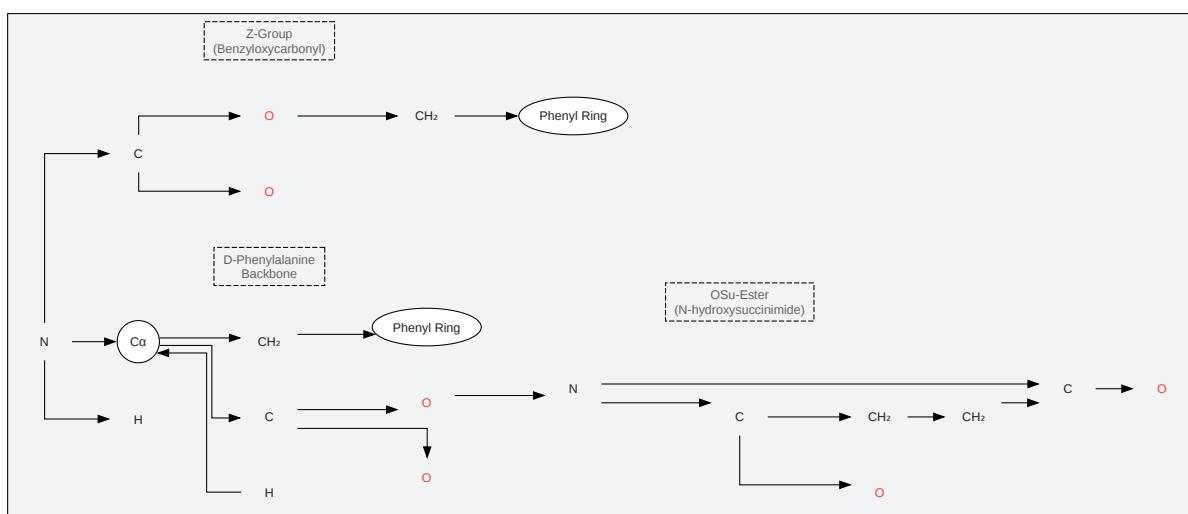 Z-Group
(Benzyloxycarbonyl)
O
CH₂
Phenyl Ring
C
O
D-Phenylalanine
Backbone
OSu-Ester
(N-hydroxysuccinimide)
Phenyl Ring
N
Cα
CH₂
N
C
O
O
H
C
C
CH₂
CH₂
O
H
O